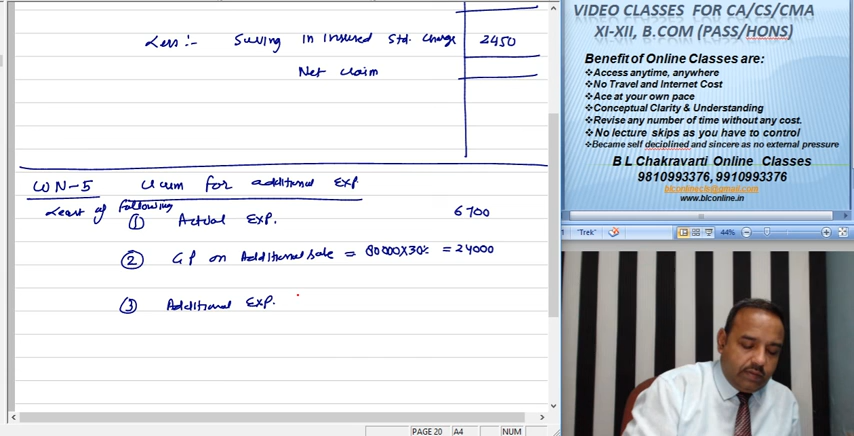 Less :- Saving in Insured Std. Charge 2450
Net Claim
WN-5 Claim for additional Exp
Least of following
① Actual Exp. 6700
② GP on Additional Sale = 80000X30% = 24000
③ Additional Exp.
PAGE 20 A4 NUM
VIDEO CLASSES FOR CA/CS/CMA
XI-XII, B.COM (PASS/HONS)
Benefit of Online Classes are:
❖Access anytime, anywhere
❖No Travel and Internet Cost
❖Ace at your own pace
❖Conceptual Clarity & Understanding
❖Revise any number of time without any cost.
❖No lecture skips as you have to control
❖Became self deciplined and sincere as no external pressure
B L Chakravarti Online Classes
9810993376, 9910993376
www.blconline.in
"Trek" 44%